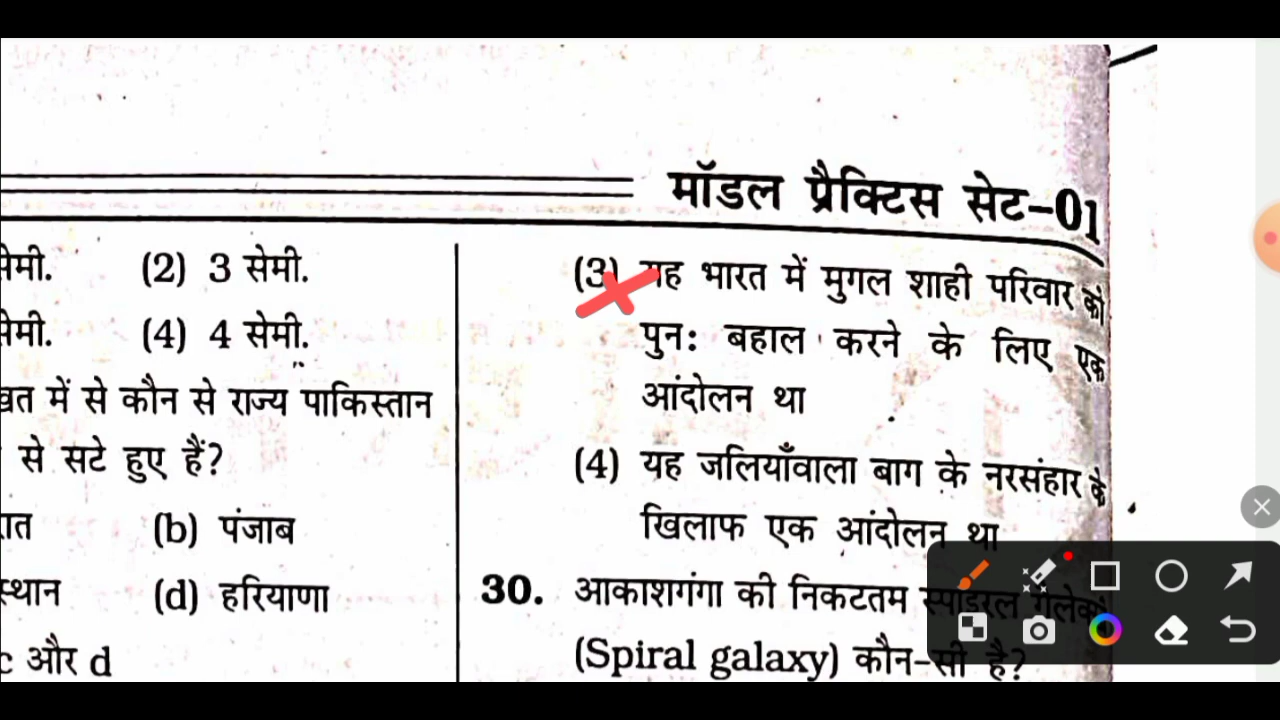 मॉडल प्रैक्टिस सेट-01
सेमी. (2) 3 सेमी.
सेमी. (4) 4 सेमी.
में से कौन से राज्य पाकिस्तान
से सटे हुए हैं?
(b) पंजाब
(d) हरियाणा
c और d
(3) यह भारत में मुगल शाही परिवार को
पुन: बहाल करने के लिए एक
आंदोलन था
(4) यह जलियाँवाला बाग के नरसंहार के
खिलाफ एक आंदोलन था
30. आकाशगंगा की निकटतम स्पाइरल गैलेक्सी
(Spiral galaxy) कौन-सी है?